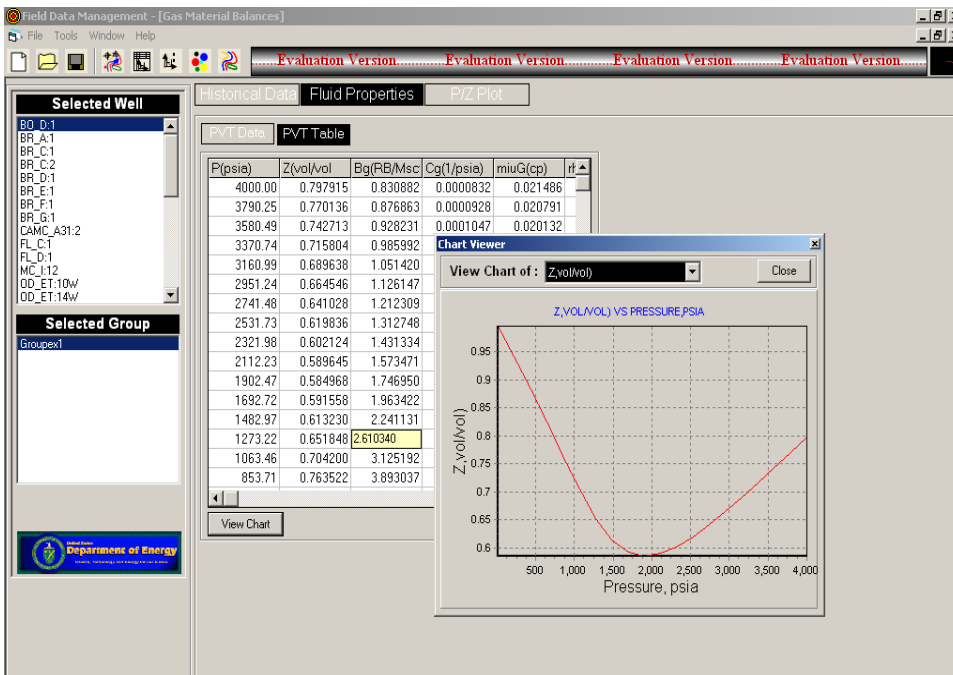 Field Data Management - [Gas Material Balances]
File Tools Window Help
......Evaluation Version............Evaluation Version............Evaluation Version............Evaluation Version......
Selected Well
BO_D:1
BR_A:1
BR_C:1
BR_C:2
BR_D:1
BR_E:1
BR_F:1
BR_G:1
CAMC_A31:2
FL_C:1
FL_D:1
MC_I:12
OD_ET:10W
OD_ET:14W
Selected Group
Groupex1
Department of Energy
Historical Data Fluid Properties P/Z Plot
PVT Data PVT Table
P(psia) Z(vol/vol Bg(RB/Msc Cg(1/psia) miuG(cp)
4000.00 0.797915 0.830882 0.0000832 0.021486
3790.25 0.770136 0.876863 0.0000928 0.020791
3580.49 0.742713 0.928231 0.0001047 0.020132
3370.74 0.715804 0.985992
3160.99 0.689638 1.051420
2951.24 0.664546 1.126147
2741.48 0.641028 1.212309
2531.73 0.619836 1.312748
2321.98 0.602124 1.431334
2112.23 0.589645 1.573471
1902.47 0.584968 1.746950
1692.72 0.591558 1.963422
1482.97 0.613230 2.241131
1273.22 0.651848 2.610340
1063.46 0.704200 3.125192
853.71 0.763522 3.893037
View Chart
Chart Viewer
View Chart of : Z,vol/vol) Close
Z,VOL/VOL) VS PRESSURE,PSIA
Z,vol/vol)
0.95
0.9
0.85
0.8
0.75
0.7
0.65
0.6
500 1,000 1,500 2,000 2,500 3,000 3,500 4,000
Pressure, psia